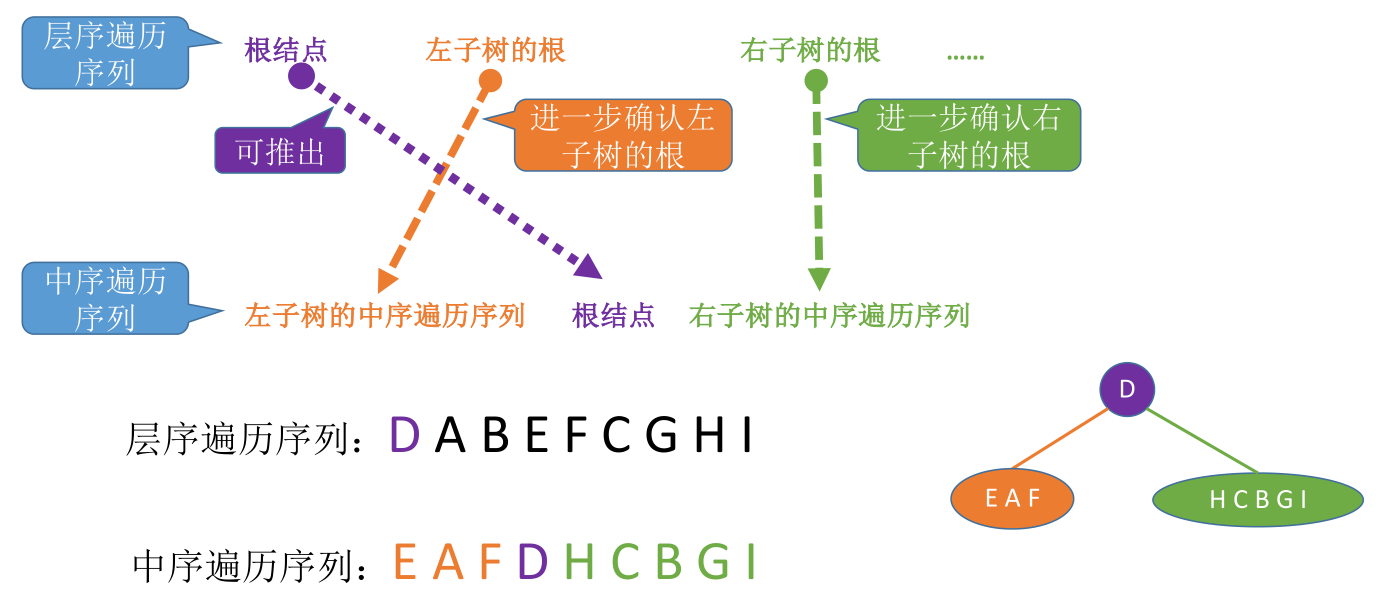 层序遍历
序列
根结点
左子树的根
右子树的根
……
可推出
进一步确认左
子树的根
进一步确认右
子树的根
中序遍历
序列
左子树的中序遍历序列
根结点
右子树的中序遍历序列
层序遍历序列：D A B E F C G H I
中序遍历序列：E A F D H C B G I
D
E A F
H C B G I